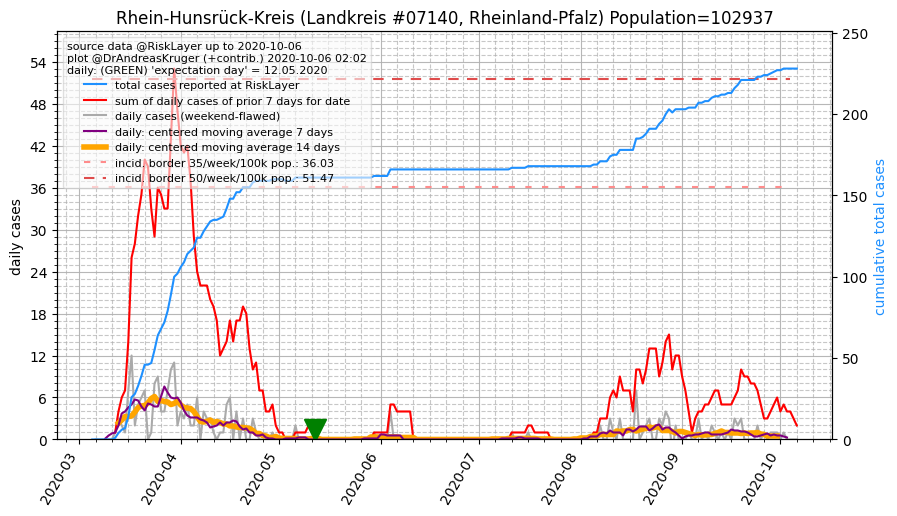 Rhein-Hunsrück-Kreis (Landkreis #07140, Rheinland-Pfalz) Population=102937
source data @RiskLayer up to 2020-10-06
plot @DrAndreasKruger (+contrib.) 2020-10-06 02:02
daily: (GREEN) 'expectation day' = 12.05.2020
total cases reported at RiskLayer
sum of daily cases of prior 7 days for date
daily cases (weekend-flawed)
daily: centered moving average 7 days
daily: centered moving average 14 days
incid. border 35/week/100k pop.: 36.03
incid. border 50/week/100k pop.: 51.47
daily cases
54
48
42
36
30
24
18
12
6
0
cumulative total cases
250
200
150
100
50
0
2020-03
2020-04
2020-05
2020-06
2020-07
2020-08
2020-09
2020-10